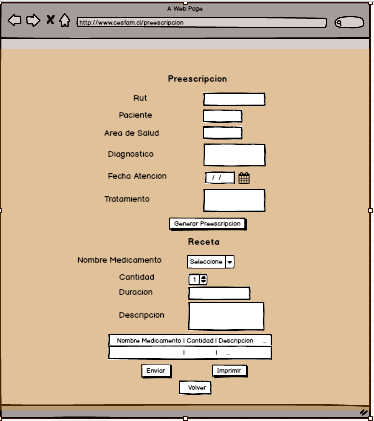 A Web Page
http://www.cesfam.cl/preescripcion
Preescripcion
Rut
Paciente
Area de Salud
Diagnostico
Fecha Atencion / /
Tratamiento
Generar Preescripcion
Receta
Nombre Medicamento Seleccione
Cantidad 1
Duracion
Descripcion
Nombre Medicamento | Cantidad | Descripcion ...
| | ...
Enviar Imprimir
Volver